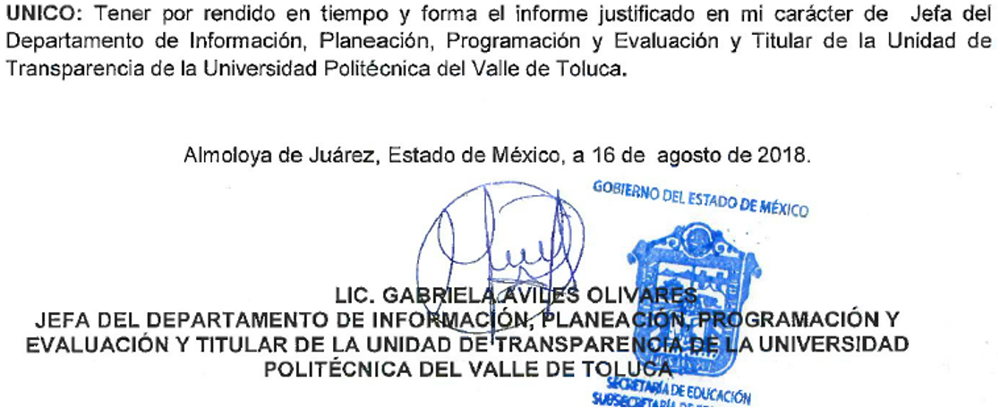 UNICO: Tener por rendido en tiempo y forma el informe justificado en mi carácter de Jefa del
Departamento de Información, Planeación, Programación y Evaluación y Titular de la Unidad de
Transparencia de la Universidad Politécnica del Valle de Toluca.
Almoloya de Juárez, Estado de México, a 16 de agosto de 2018.
GOBIERNO DEL ESTADO DE MÉXICO
LIC. GABRIELA AVILES OLIVARES
JEFA DEL DEPARTAMENTO DE INFORMACIÓN, PLANEACIÓN, PROGRAMACIÓN Y
EVALUACIÓN Y TITULAR DE LA UNIDAD DE TRANSPARENCIA DE LA UNIVERSIDAD
POLITÉCNICA DEL VALLE DE TOLUCA
SECRETARÍA DE EDUCACIÓN
SUBSECRETARÍA DE